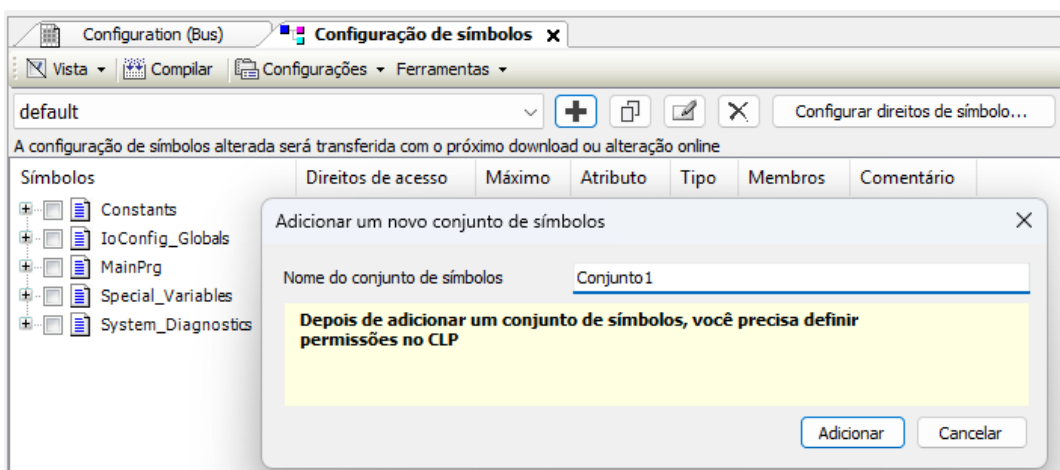 Configuration (Bus) Configuração de símbolos x
Vista Compilar Configurações Ferramentas
default Configurar direitos de símbolo...
A configuração de símbolos alterada será transferida com o próximo download ou alteração online
Símbolos Direitos de acesso Máximo Atributo Tipo Membros Comentário
Constants
IoConfig_Globals
MainPrg
Special_Variables
System_Diagnostics
Adicionar um novo conjunto de símbolos
Nome do conjunto de símbolos Conjunto1
Depois de adicionar um conjunto de símbolos, você precisa definir
permissões no CLP
Adicionar Cancelar